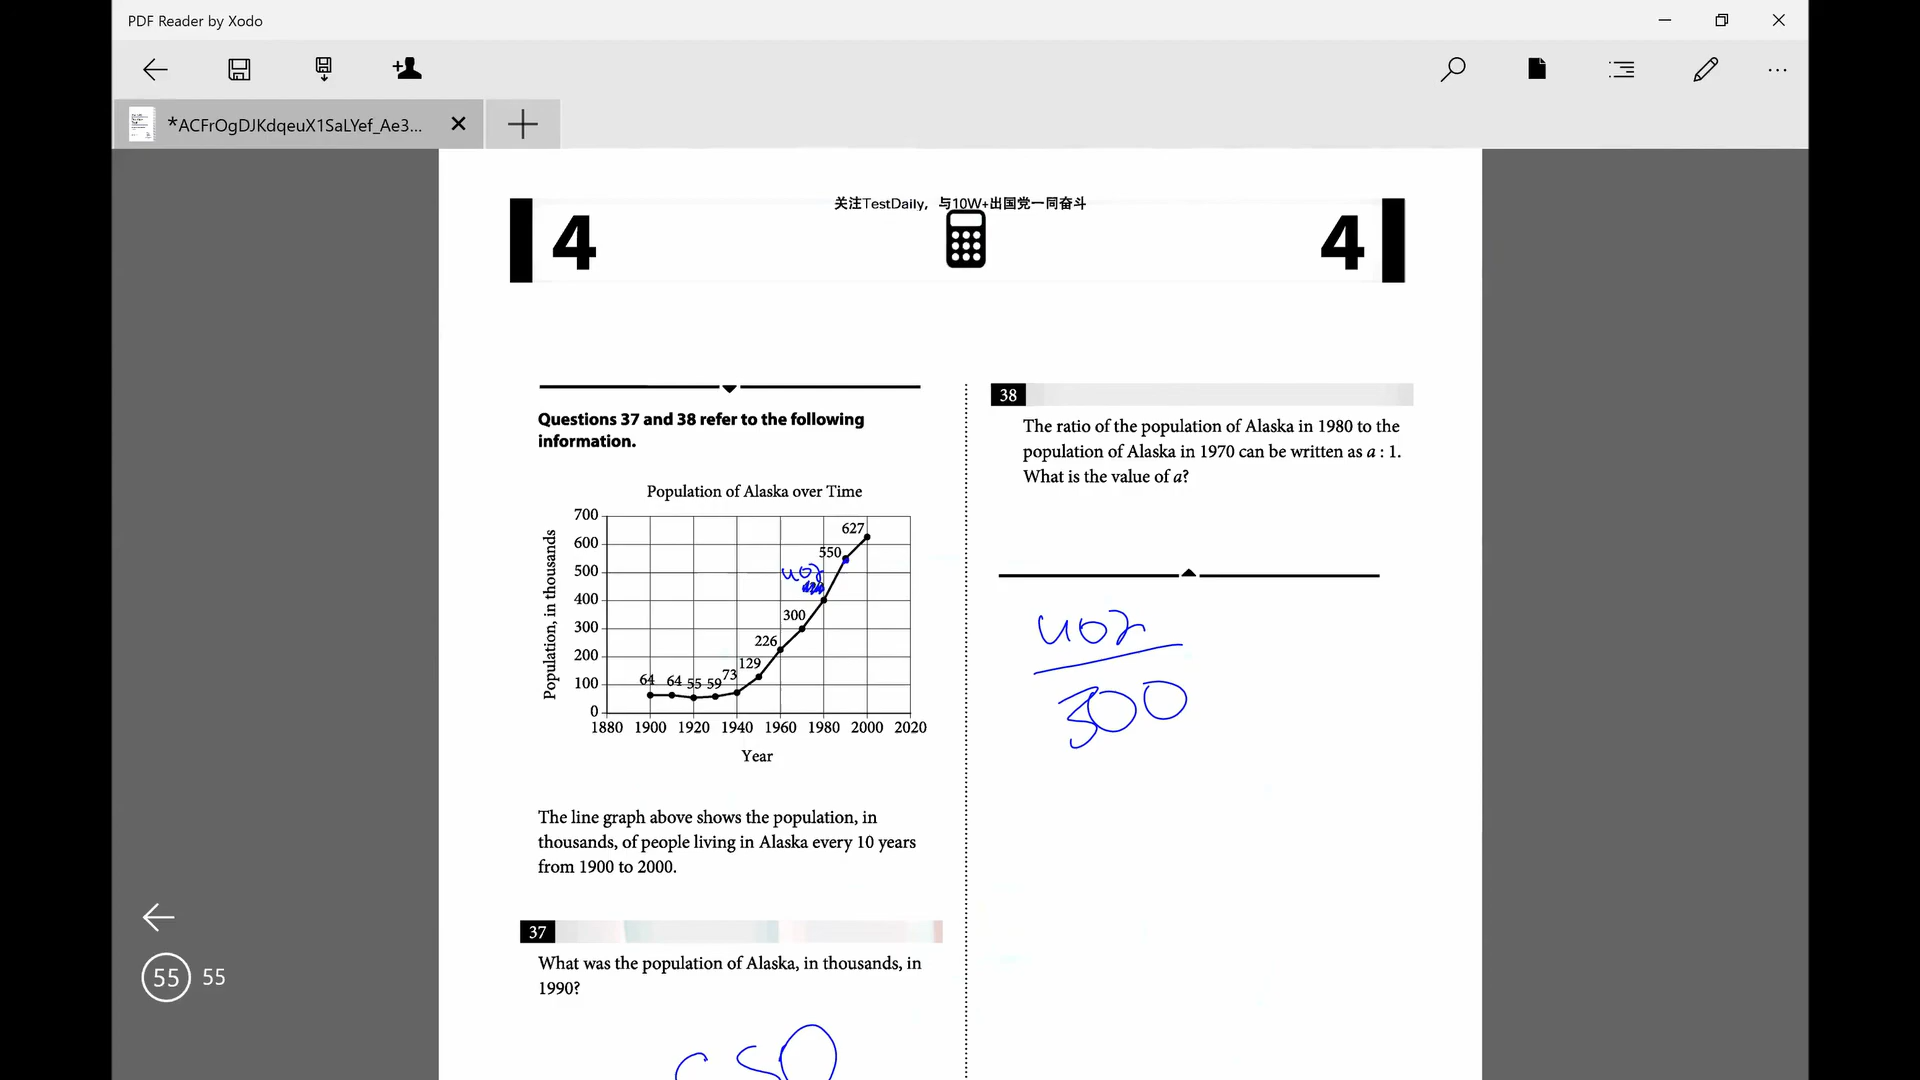 PDF Reader by Xodo
*ACFrOgDJKdqeuX1SaLYef_Ae3...
关注TestDaily，与10W+出国党一同奋斗
4
4
Questions 37 and 38 refer to the following
information.
Population of Alaska over Time
Population, in thousands
700
600
500
400
300
200
100
0
627
550
402
300
226
129
73
64 64 55 59
1880 1900 1920 1940 1960 1980 2000 2020
Year
The line graph above shows the population, in
thousands, of people living in Alaska every 10 years
from 1900 to 2000.
37
What was the population of Alaska, in thousands, in
1990?
38
The ratio of the population of Alaska in 1980 to the
population of Alaska in 1970 can be written as a : 1.
What is the value of a?
402
300
55 55